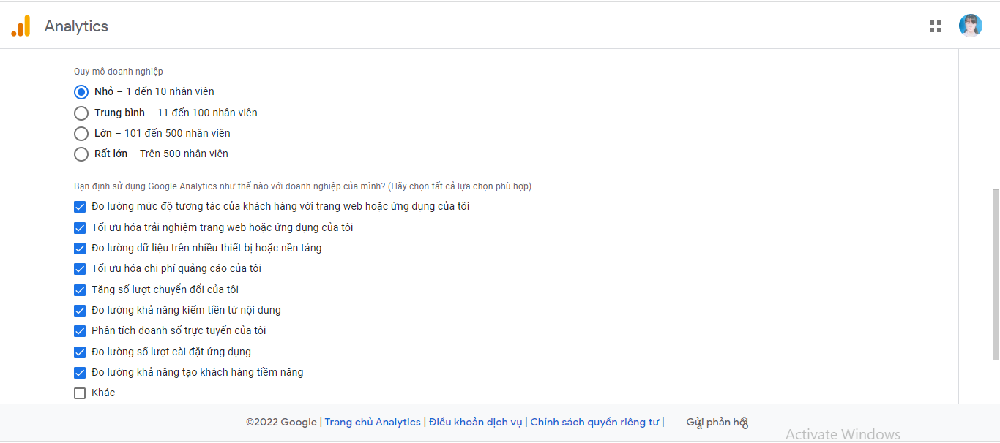 Analytics
Quy mô doanh nghiệp
Nhỏ – 1 đến 10 nhân viên
Trung bình – 11 đến 100 nhân viên
Lớn – 101 đến 500 nhân viên
Rất lớn – Trên 500 nhân viên
Bạn định sử dụng Google Analytics như thế nào với doanh nghiệp của mình? (Hãy chọn tất cả lựa chọn phù hợp)
Đo lường mức độ tương tác của khách hàng với trang web hoặc ứng dụng của tôi
Tối ưu hóa trải nghiệm trang web hoặc ứng dụng của tôi
Đo lường dữ liệu trên nhiều thiết bị hoặc nền tảng
Tối ưu hóa chi phí quảng cáo của tôi
Tăng số lượt chuyển đổi của tôi
Đo lường khả năng kiếm tiền từ nội dung
Phân tích doanh số trực tuyến của tôi
Đo lường số lượt cài đặt ứng dụng
Đo lường khả năng tạo khách hàng tiềm năng
Khác
©2022 Google | Trang chủ Analytics | Điều khoản dịch vụ | Chính sách quyền riêng tư | Gửi phản hồi
Activate Windows